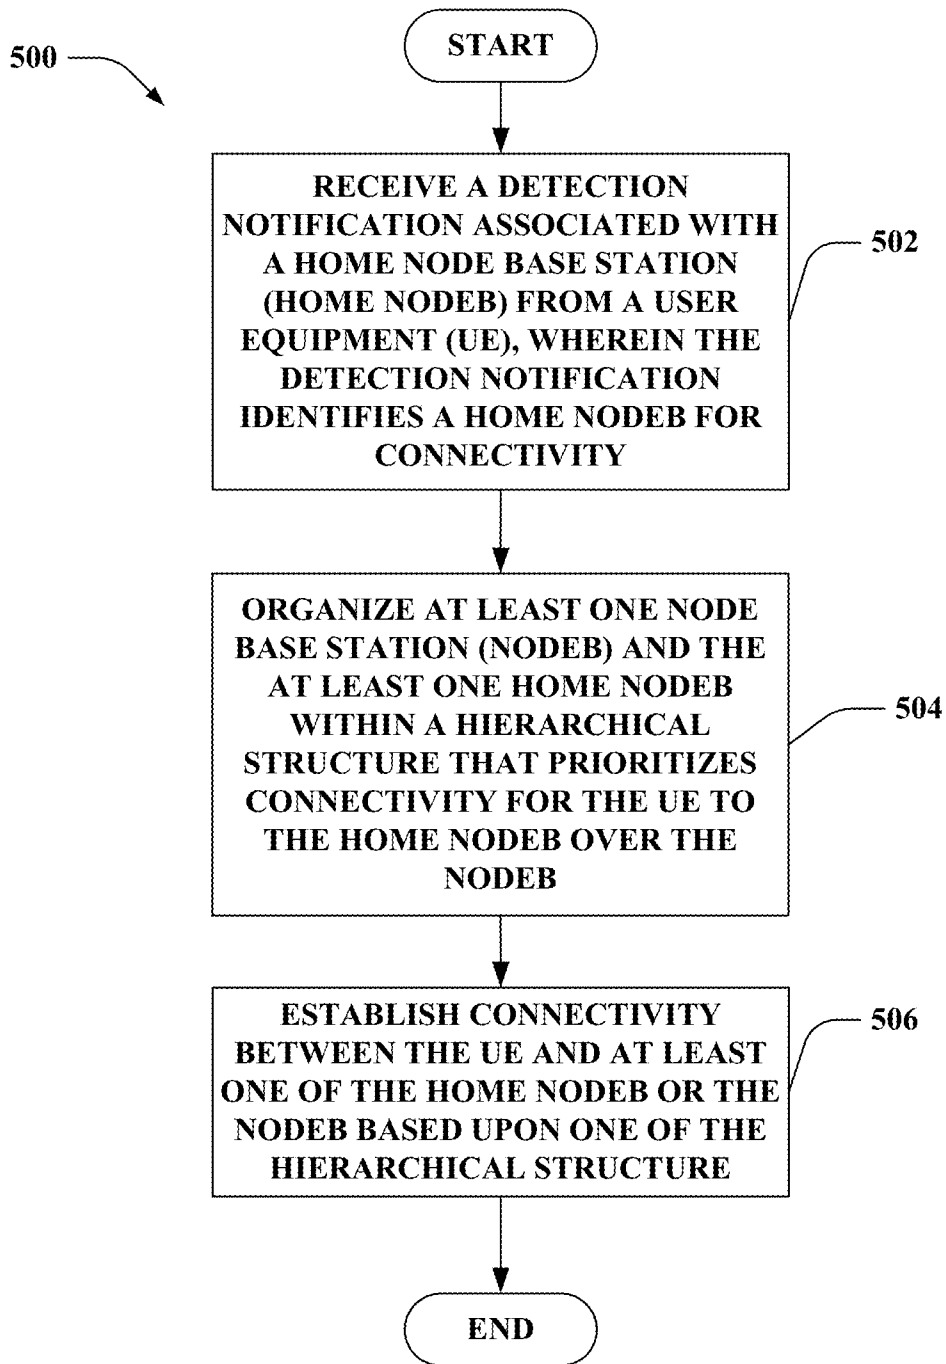 START
500
RECEIVE A DETECTION
NOTIFICATION ASSOCIATED WITH
A HOME NODE BASE STATION
(HOME NODEB) FROM A USER
EQUIPMENT (UE), WHEREIN THE
DETECTION NOTIFICATION
IDENTIFIES A HOME NODEB FOR
CONNECTIVITY
502
ORGANIZE AT LEAST ONE NODE
BASE STATION (NODEB) AND THE
AT LEAST ONE HOME NODEB
WITHIN A HIERARCHICAL
STRUCTURE THAT PRIORITIZES
CONNECTIVITY FOR THE UE TO
THE HOME NODEB OVER THE
NODEB
504
ESTABLISH CONNECTIVITY
BETWEEN THE UE AND AT LEAST
ONE OF THE HOME NODEB OR THE
NODEB BASED UPON ONE OF THE
HIERARCHICAL STRUCTURE
506
END